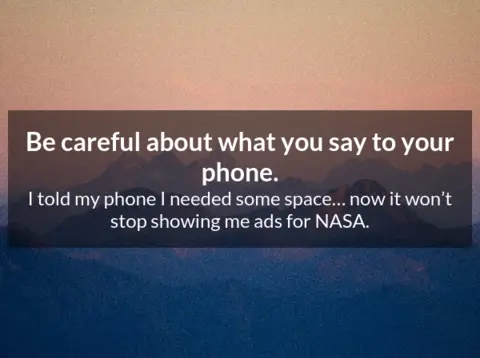 Be careful about what you say to your
phone.
I told my phone I needed some space... now it won’t
stop showing me ads for NASA.